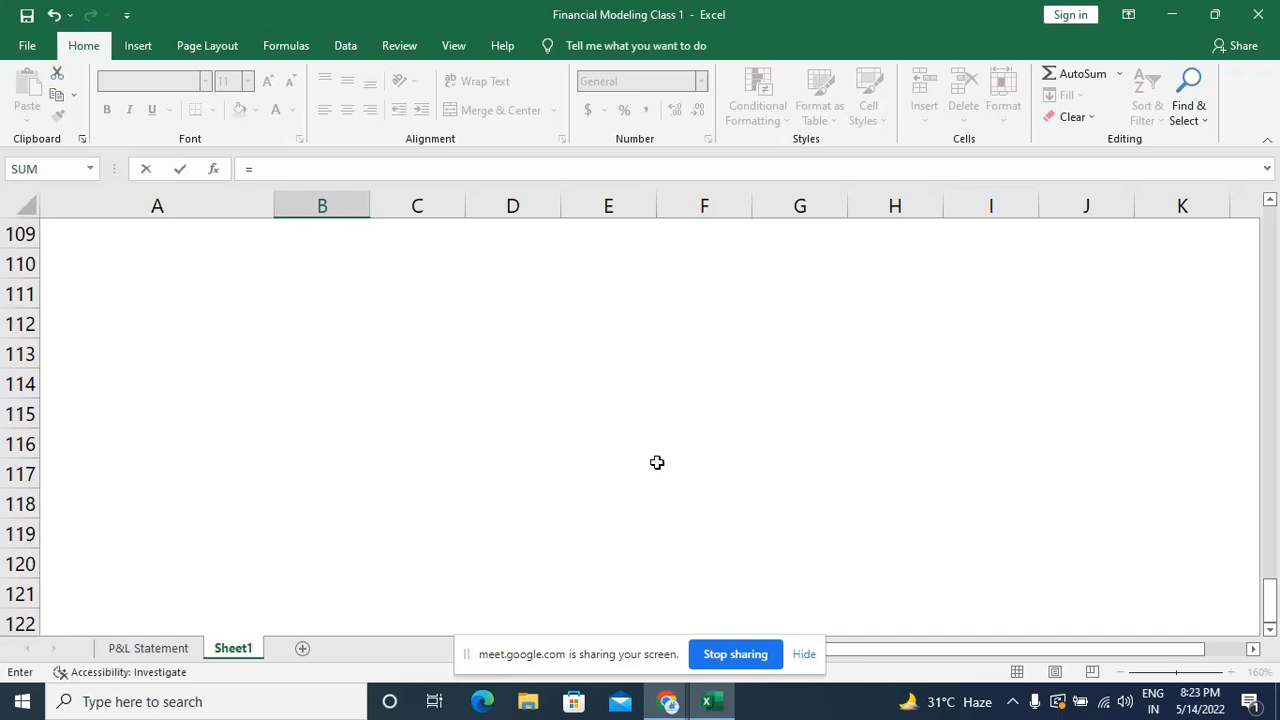 Financial Modeling Class 1 - Excel
Sign in
File Home Insert Page Layout Formulas Data Review View Help Tell me what you want to do Share
Paste
11
Wrap Text
Merge & Center
General
Conditional Formatting
Format as Table
Cell Styles
Insert
Delete
Format
AutoSum
Fill
Clear
Sort & Filter
Find & Select
Clipboard Font Alignment Number Styles Cells Editing
SUM fx =
A B C D E F G H I J K
109
110
111
112
113
114
115
116
117
118
119
120
121
122
P&L Statement Sheet1
meet.google.com is sharing your screen. Stop sharing Hide
Enter Accessibility: Investigate 160%
Type here to search
31°C Haze
ENG
IN
8:23 PM
5/14/2022
1